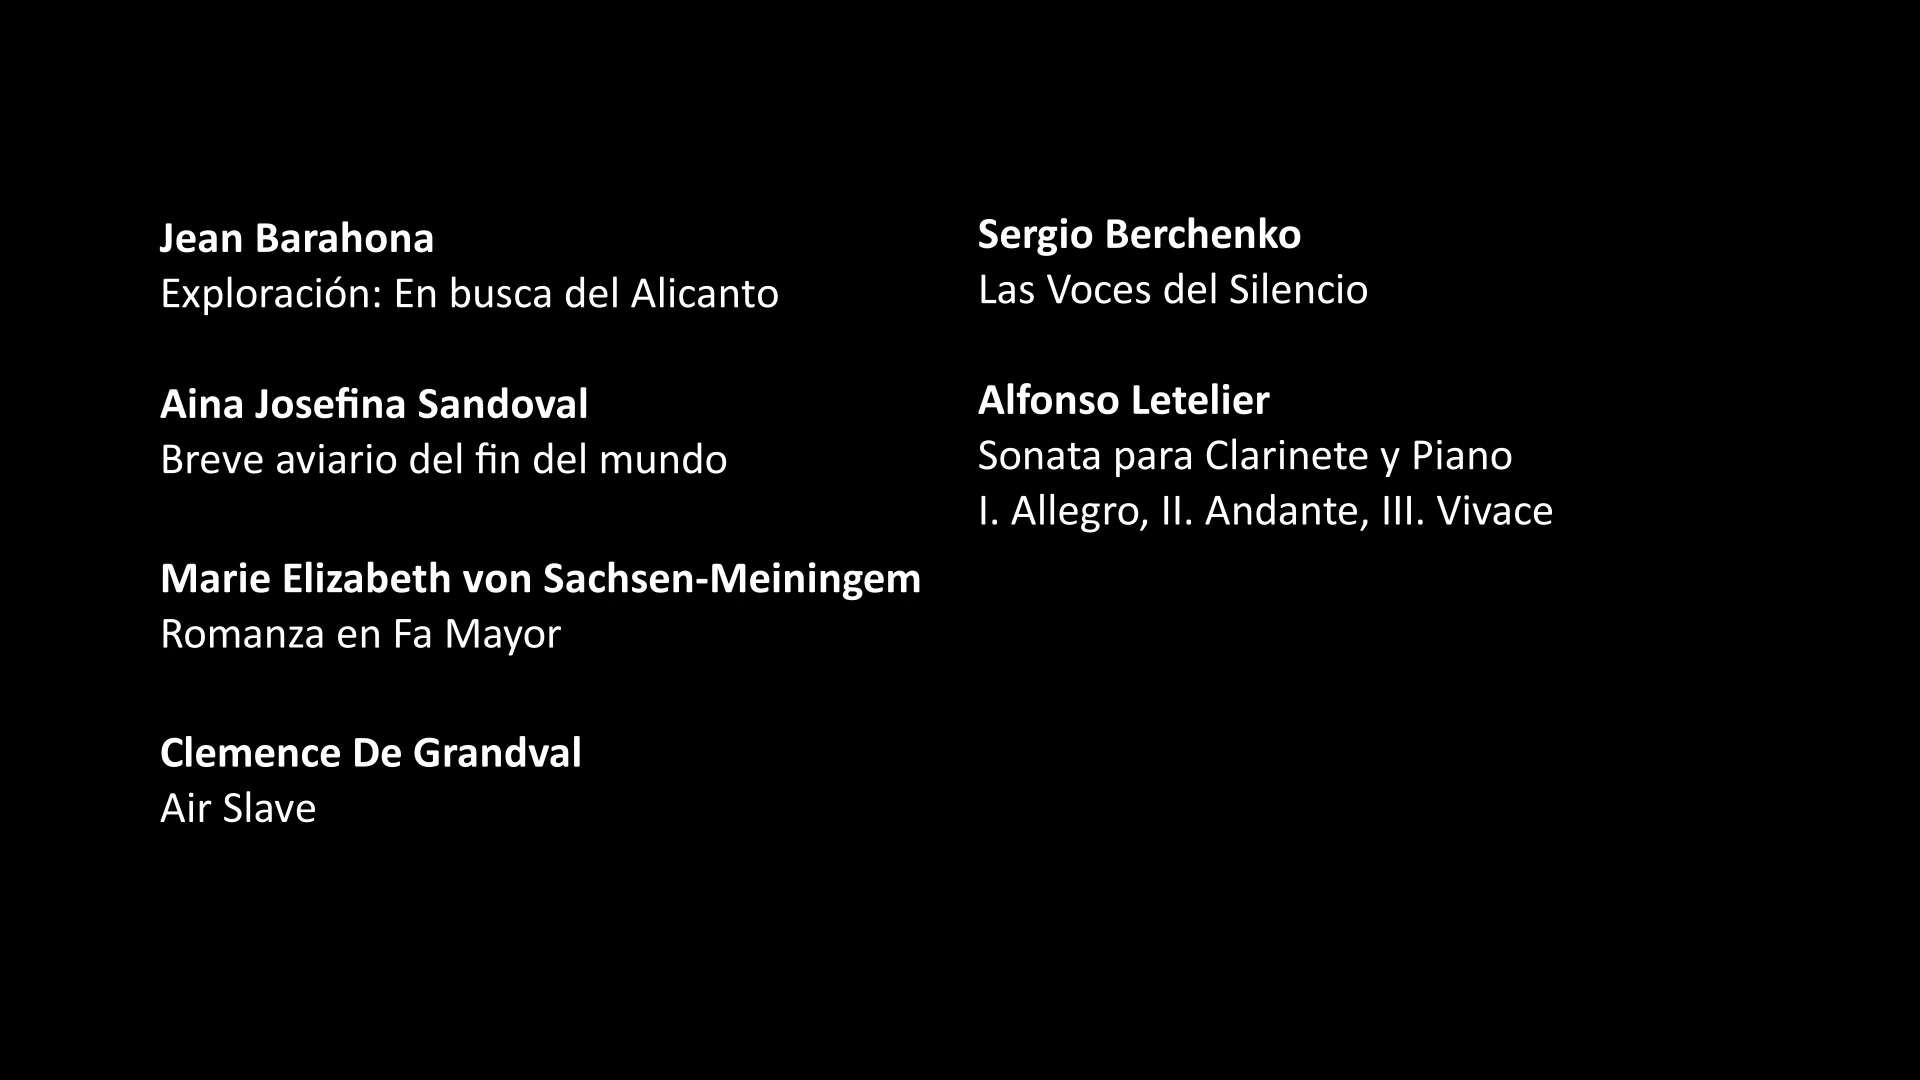 Jean Barahona
Exploración: En busca del Alicanto
Aina Josefina Sandoval
Breve aviario del fin del mundo
Marie Elizabeth von Sachsen-Meiningem
Romanza en Fa Mayor
Clemence De Grandval
Air Slave
Sergio Berchenko
Las Voces del Silencio
Alfonso Letelier
Sonata para Clarinete y Piano
I. Allegro, II. Andante, III. Vivace